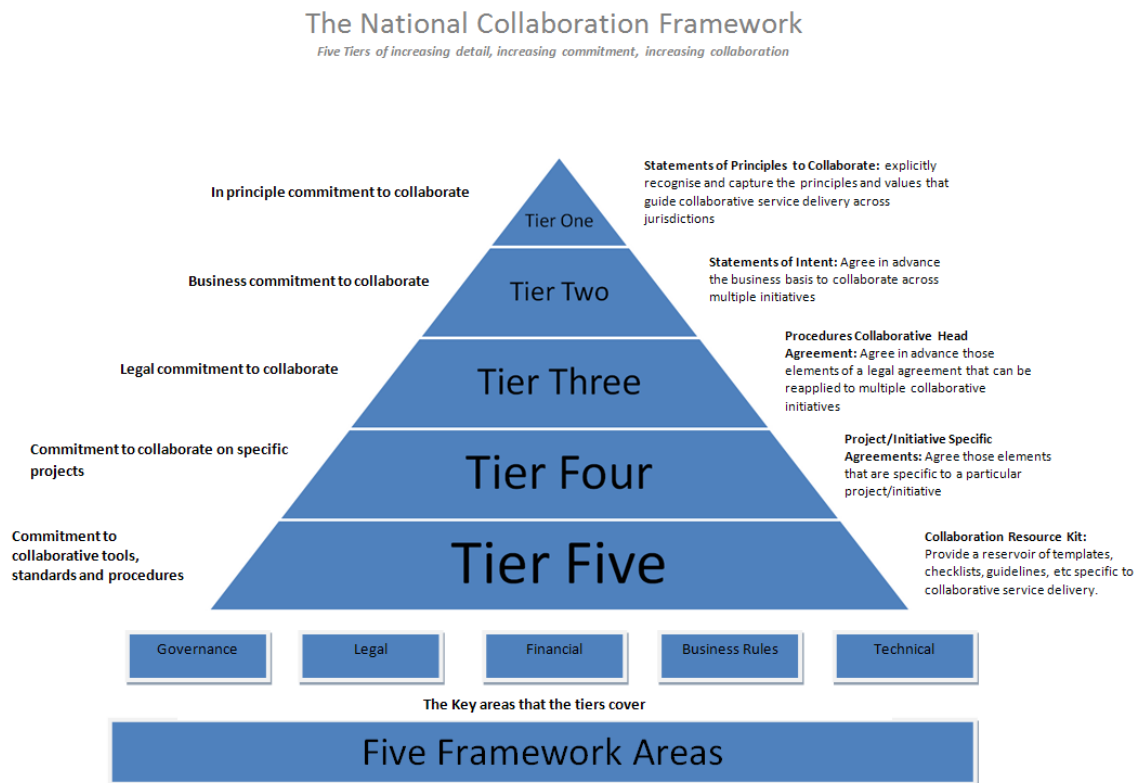 The National Collaboration Framework
Five Tiers of increasing detail, increasing commitment, increasing collaboration
In principle commitment to collaborate
Tier One
Statements of Principles to Collaborate: explicitly
recognise and capture the principles and values that
guide collaborative service delivery across
jurisdictions
Business commitment to collaborate
Tier Two
Statements of Intent: Agree in advance
the business basis to collaborate across
multiple initiatives
Legal commitment to collaborate
Tier Three
Procedures Collaborative Head
Agreement: Agree in advance those
elements of a legal agreement that can be
reapplied to multiple collaborative
initiatives
Commitment to collaborate on specific
projects
Tier Four
Project/Initiative Specific
Agreements: Agree those elements
that are specific to a particular
project/initiative
Commitment to
collaborative tools,
standards and procedures
Tier Five
Collaboration Resource Kit:
Provide a reservoir of templates,
checklists, guidelines, etc specific to
collaborative service delivery.
Governance
Legal
Financial
Business Rules
Technical
The Key areas that the tiers cover
Five Framework Areas